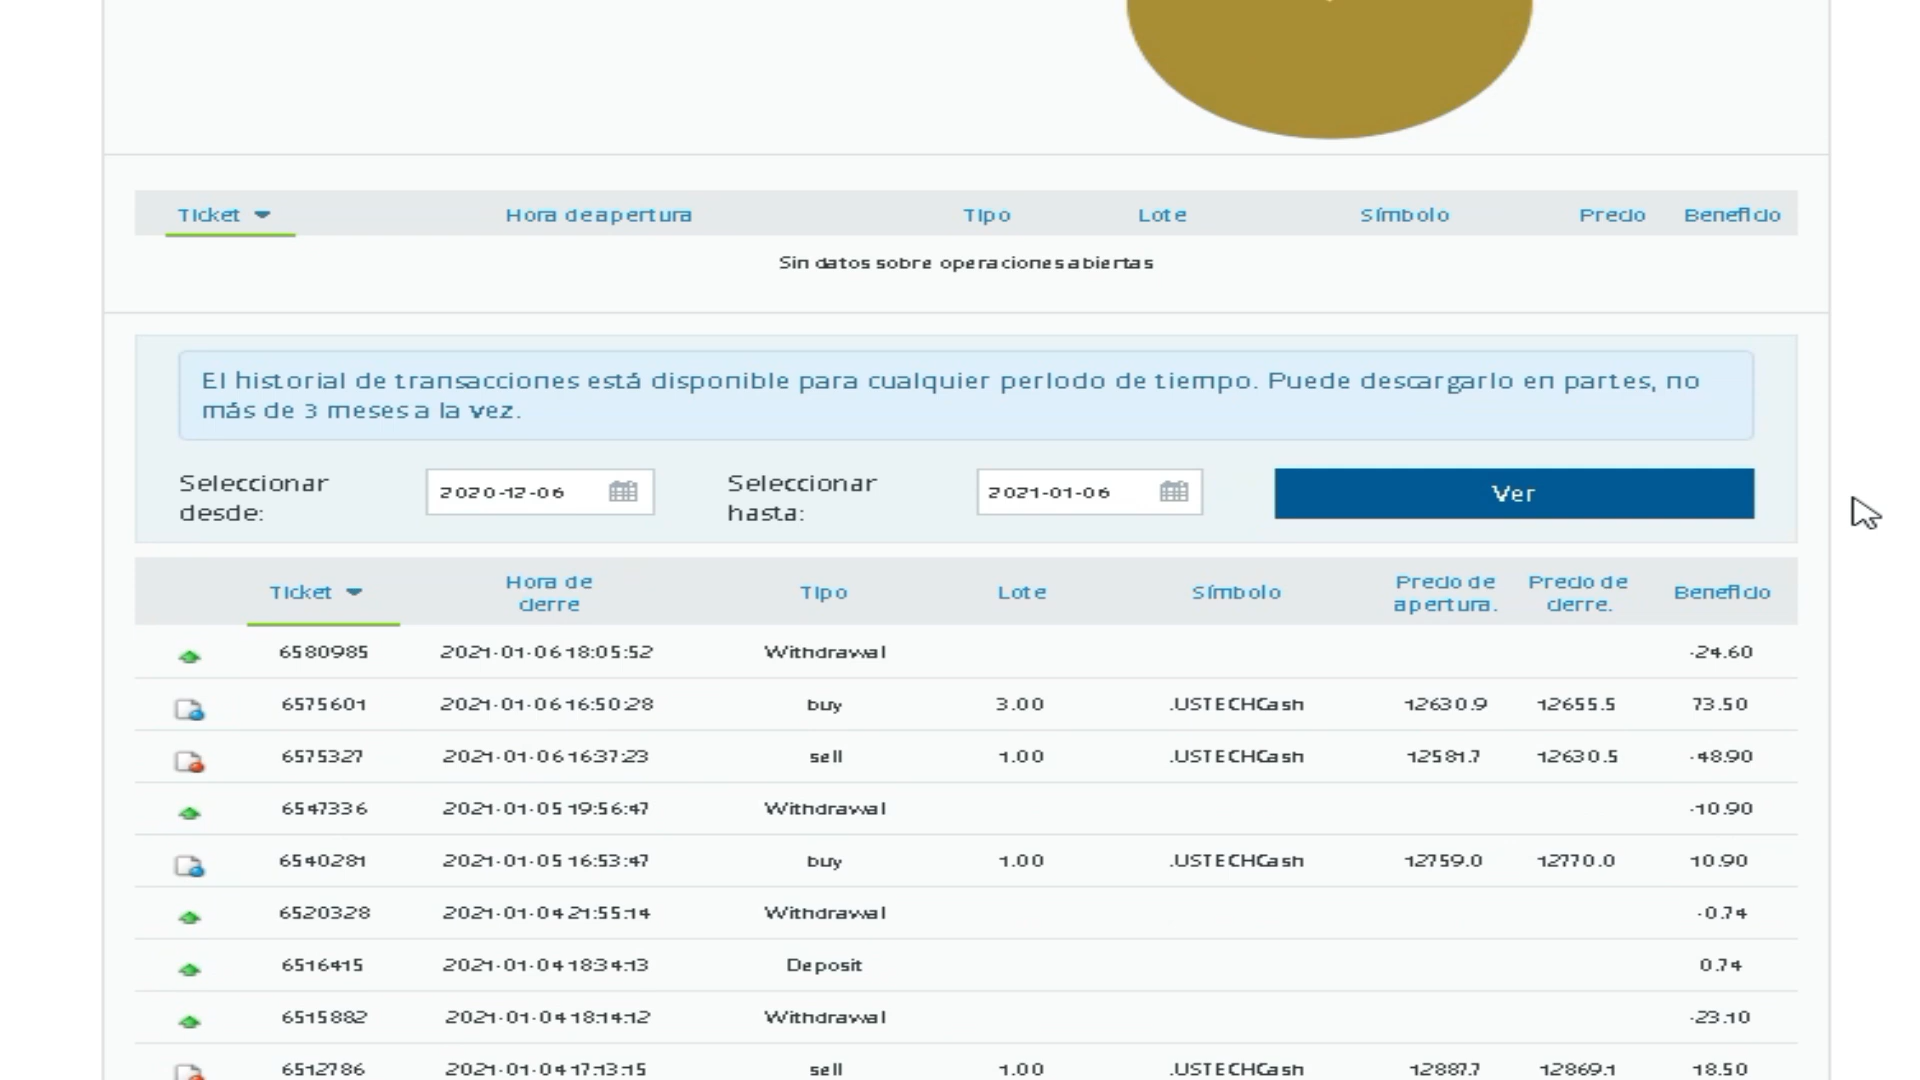 Ticket Hora de apertura Tipo Lote Símbolo Precio Beneficio
Sin datos sobre operaciones abiertas
El historial de transacciones está disponible para cualquier periodo de tiempo. Puede descargarlo en partes, no
más de 3 meses a la vez.
Seleccionar desde: 2020-12-06 Seleccionar hasta: 2021-01-06 Ver
Ticket Hora de cierre Tipo Lote Símbolo Precio de apertura. Precio de cierre. Beneficio
6580985 2021-01-06 18:05:52 Withdrawal -24.60
6575601 2021-01-06 16:50:28 buy 3.00 .USTECHCash 12630.9 12655.5 73.50
6575327 2021-01-06 16:37:23 sell 1.00 .USTECHCash 12581.7 12630.5 -48.90
6547336 2021-01-05 19:56:47 Withdrawal -10.90
6540281 2021-01-05 16:53:47 buy 1.00 .USTECHCash 12759.0 12770.0 10.90
6520328 2021-01-04 21:55:14 Withdrawal -0.74
6516415 2021-01-04 18:34:13 Deposit 0.74
6515882 2021-01-04 18:14:12 Withdrawal -23.10
6512786 2021-01-04 17:13:15 sell 1.00 .USTECHCash 12887.7 12869.1 18.50